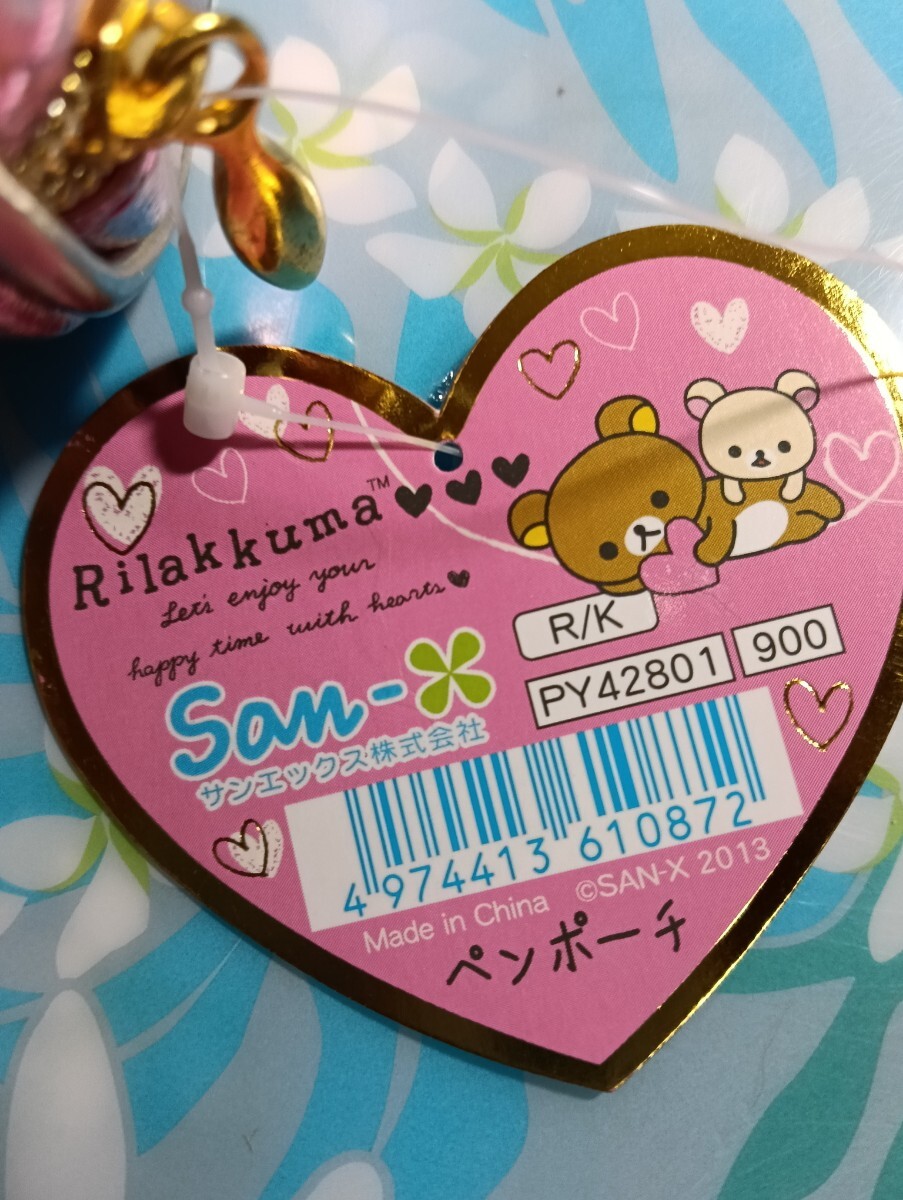 Rilakkuma™♥♥♥
Let's enjoy your
happy time with hearts♥
San-X
サンエックス株式会社
R/K
PY42801
900
4 974413 610872
Made in China ©SAN-X 2013
ペンポーチ